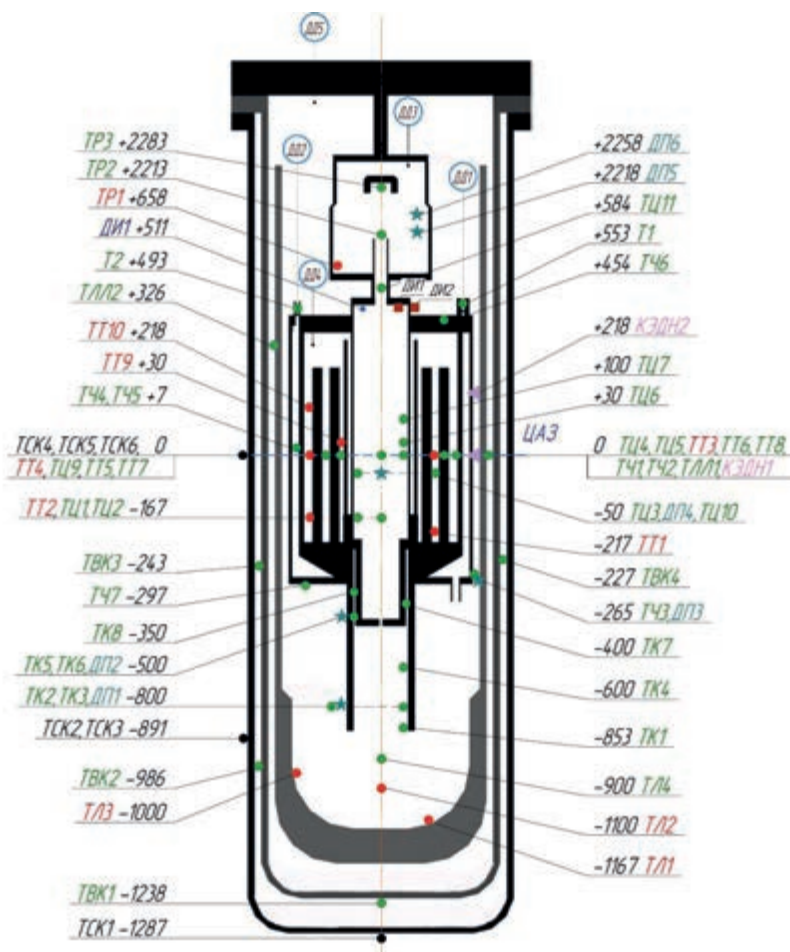 ДД5
ДД3
ДД2
ДД1
ДД4
ТР3 +2283
ТР2 +2213
ТР1 +658
ДИ1 +511
Т2 +493
ТЛЛ2 +326
ТТ10 +218
ТТ9 +30
ТЧ4, ТЧ5 +7
ТСК4, ТСК5, ТСК6, 0
ТТ4, ТЦ9, ТТ5, ТТ7
ТТ2, ТЦ1, ТЦ2 -167
ТВК3 -243
ТЧ7 -297
ТК8 -350
ТК5, ТК6, ДП2 -500
ТК2, ТК3, ДП1 -800
ТСК2, ТСК3 -891
ТВК2 -986
ТЛ3 -1000
ТВК1 -1238
ТСК1 -1287
ДИ1 ДИ2
+2258 ДП6
+2218 ДП5
+584 ТЦ11
+553 Т1
+454 ТЧ6
+218 КЭДН2
+100 ТЦ7
+30 ТЦ6
ЦАЗ
0 ТЦ4, ТЦ5, ТТ3, ТТ6, ТТ8,
ТЧ1, ТЧ2, ТЛЛ1, КЭДН1
-50 ТЦ3, ДП4, ТЦ10
-217 ТТ1
-227 ТВК4
-265 ТЧ3, ДП3
-400 ТК7
-600 ТК4
-853 ТК1
-900 ТЛ4
-1100 ТЛ2
-1167 ТЛ1